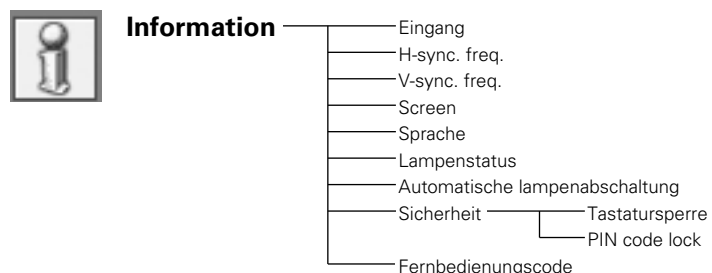 Information
Eingang
H-sync. freq.
V-sync. freq.
Screen
Sprache
Lampenstatus
Automatische lampenabschaltung
Sicherheit Tastatursperre
PIN code lock
Fernbedienungscode